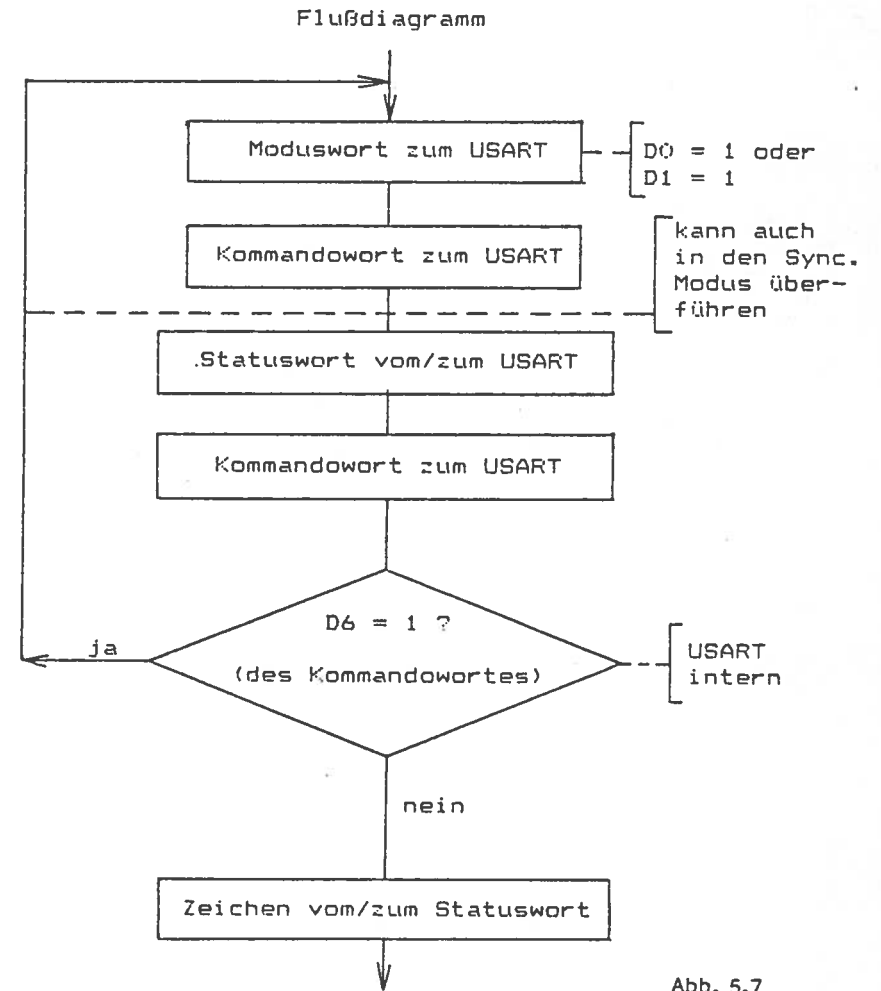 Flußdiagramm
Moduswort zum USART
D0 = 1 oder
D1 = 1
Kommandowort zum USART
kann auch
in den Sync.
Modus über-
führen
.Statuswort vom/zum USART
Kommandowort zum USART
D6 = 1 ?
(des Kommandowortes)
ja
USART
intern
nein
Zeichen vom/zum Statuswort
Abb. 5.7